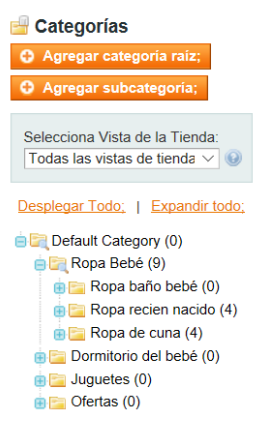 Categorías
Agregar categoría raiz;
Agregar subcategoría;
Selecciona Vista de la Tienda:
Todas las vistas de tienda
Desplegar Todo; | Expandir todo;
Default Category (0)
Ropa Bebé (9)
Ropa baño bebé (0)
Ropa recien nacido (4)
Ropa de cuna (4)
Dormitorio del bebé (0)
Juguetes (0)
Ofertas (0)